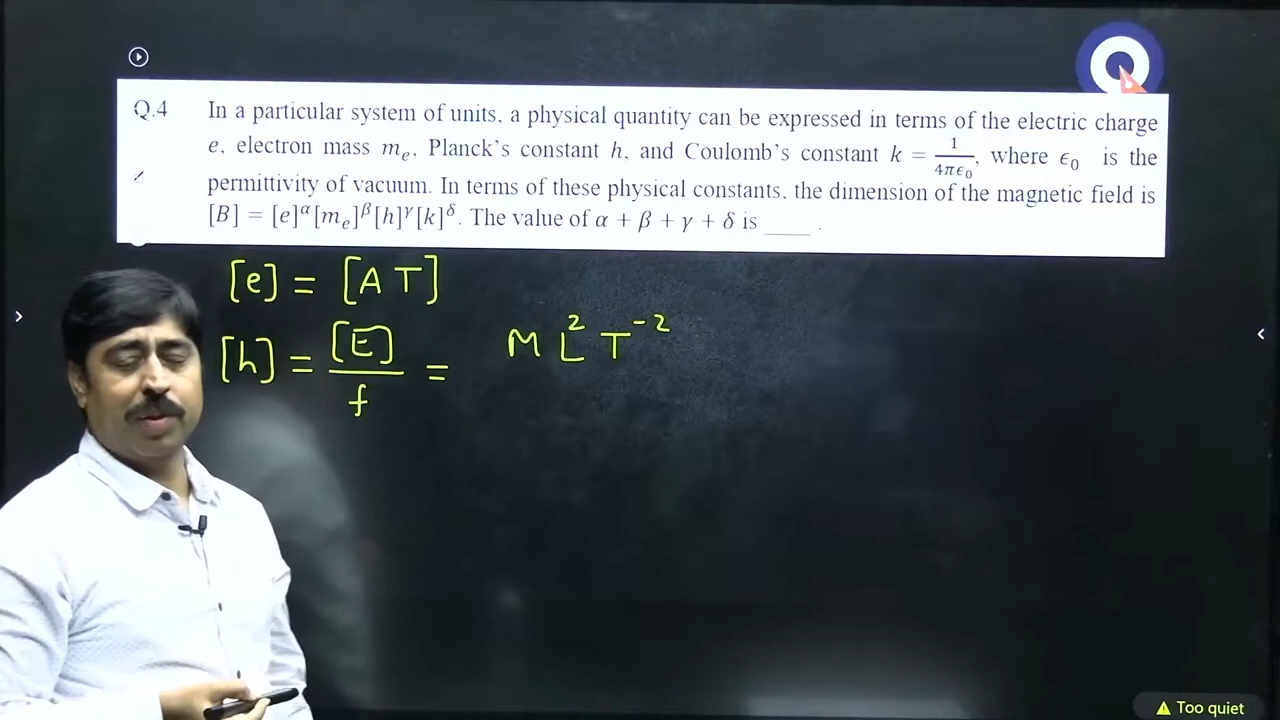 Q.4 In a particular system of units, a physical quantity can be expressed in terms of the electric charge
e, electron mass mₑ, Planck's constant h, and Coulomb's constant k = 1/(4πϵ₀), where ϵ₀ is the
permittivity of vacuum. In terms of these physical constants, the dimension of the magnetic field is
[B] = [e]^α[mₑ]^β[h]^γ[k]^δ. The value of α + β + γ + δ is ____ .
[e] = [A T]
[h] = [E]/f = M L² T⁻²
Too quiet